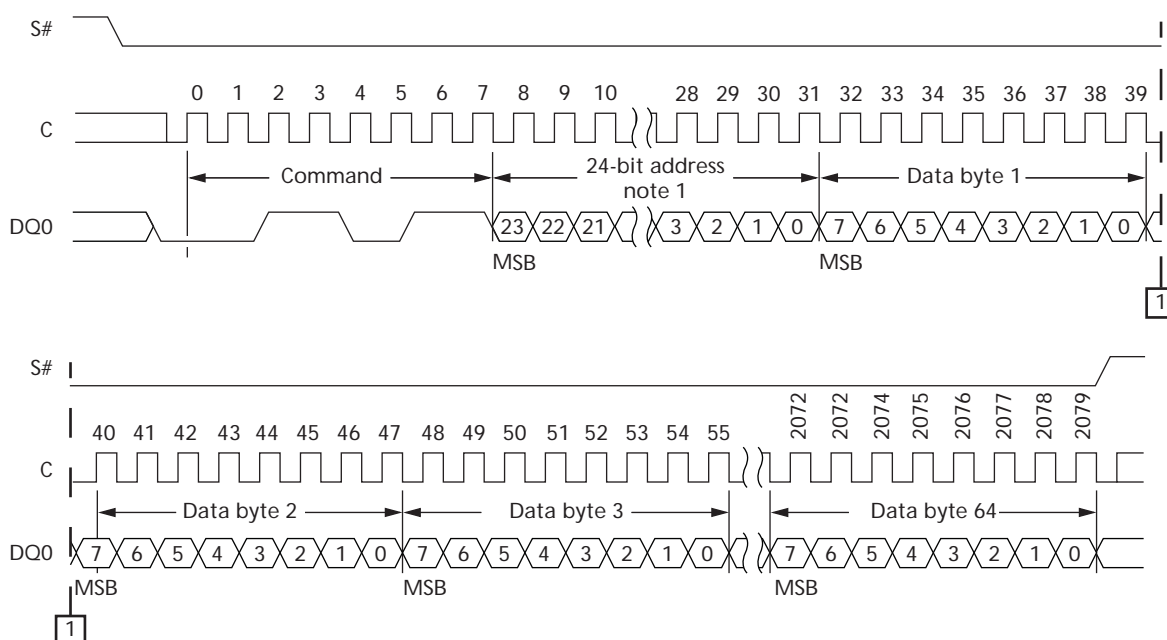 S#
0 1 2 3 4 5 6 7 8 9 10 28 29 30 31 32 33 34 35 36 37 38 39
C
Command
24-bit address
note 1
Data byte 1
DQ0
23 22 21 3 2 1 0 7 6 5 4 3 2 1 0
MSB MSB
1
S#
40 41 42 43 44 45 46 47 48 49 50 51 52 53 54 55 2072 2072 2074 2075 2076 2077 2078 2079
C
Data byte 2 Data byte 3 Data byte 64
DQ0
7 6 5 4 3 2 1 0 7 6 5 4 3 2 1 0 7 6 5 4 3 2 1 0
MSB MSB MSB
1